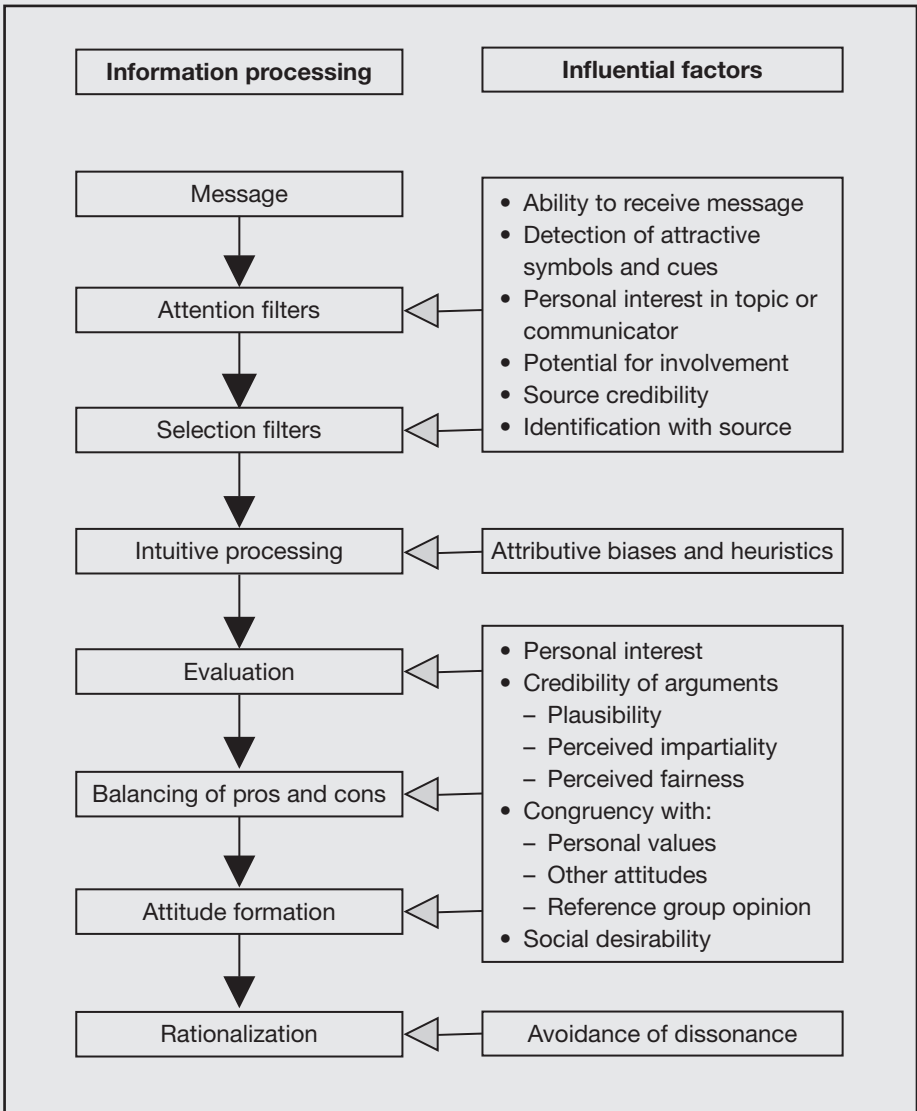 Information processing
Influential factors
Message
Attention filters
Selection filters
Intuitive processing
Evaluation
Balancing of pros and cons
Attitude formation
Rationalization
• Ability to receive message
• Detection of attractive
symbols and cues
• Personal interest in topic or
communicator
• Potential for involvement
• Source credibility
• Identification with source
Attributive biases and heuristics
• Personal interest
• Credibility of arguments
– Plausibility
– Perceived impartiality
– Perceived fairness
• Congruency with:
– Personal values
– Other attitudes
– Reference group opinion
• Social desirability
Avoidance of dissonance